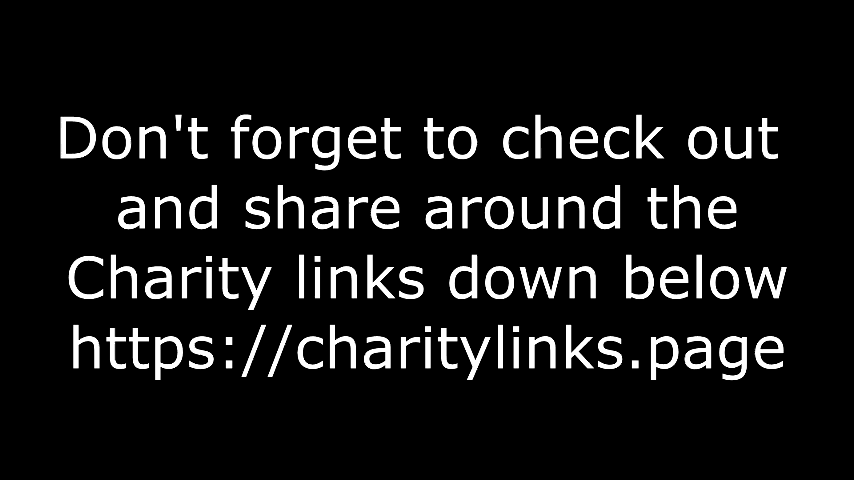 Don't forget to check out
and share around the
Charity links down below
https://charitylinks.page